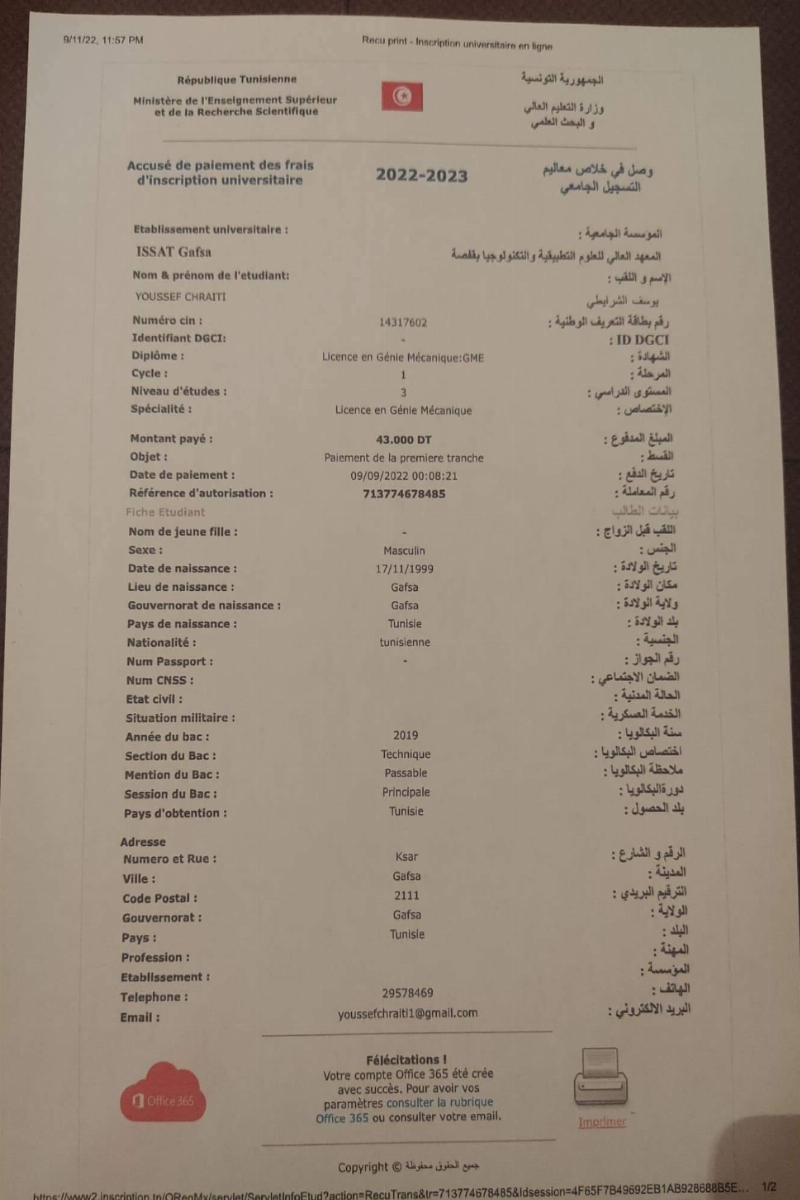 9/11/22, 11:57 PM
Recu print - Inscription universitaire en ligne
République Tunisienne
الجمهورية التونسية
Ministère de l'Enseignement Supérieur
et de la Recherche Scientifique
وزارة التعليم العالي
و البحث العلمي
Accusé de paiement des frais
d'inscription universitaire
2022-2023
وصل في خلاص معاليم
التسجيل الجامعي
Etablissement universitaire :
المؤسسة الجامعية :
ISSAT Gafsa
المعهد العالي للعلوم التطبيقية والتكنولوجيا بقفصة
Nom & prénom de l'etudiant:
الإسم و اللقب :
YOUSSEF CHRAITI
يوسف الشرايطي
Numéro cin : 14317602 رقم بطاقة التعريف الوطنية :
Identifiant DGCI: - ID DGCI :
Diplôme : Licence en Génie Mécanique:GME الشهادة :
Cycle : 1 المرحلة :
Niveau d'études : 3 المستوى الدراسي :
Spécialité : Licence en Génie Mécanique الإختصاص :
Montant payé : 43.000 DT المبلغ المدفوع :
Objet : Paiement de la premiere tranche القسط :
Date de paiement : 09/09/2022 00:08:21 تاريخ الدفع :
Référence d'autorisation : 713774678485 رقم المعاملة :
Fiche Etudiant بيانات الطالب
Nom de jeune fille : - اللقب قبل الزواج :
Sexe : Masculin الجنس :
Date de naissance : 17/11/1999 تاريخ الولادة :
Lieu de naissance : Gafsa مكان الولادة :
Gouvernorat de naissance : Gafsa ولاية الولادة :
Pays de naissance : Tunisie بلد الولادة :
Nationalité : tunisienne الجنسية :
Num Passport : - رقم الجواز :
Num CNSS : الضمان الاجتماعي :
Etat civil : الحالة المدنية :
Situation militaire : الخدمة العسكرية :
Année du bac : 2019 سنة البكالويا :
Section du Bac : Technique اختصاص البكالويا :
Mention du Bac : Passable ملاحظة البكالويا :
Session du Bac : Principale دورةالبكالويا :
Pays d'obtention : Tunisie بلد الحصول :
Adresse
Numero et Rue : Ksar الرقم و الشارع :
Ville : Gafsa المدينة :
Code Postal : 2111 الترقيم البريدي :
Gouvernorat : Gafsa الولاية :
Pays : Tunisie البلد :
Profession : المهنة :
Etablissement : المؤسسة :
Telephone : 29578469 الهاتف :
Email : youssefchraiti1@gmail.com البريد الالكتروني :
Office 365
Félécitations !
Votre compte Office 365 été crée
avec succès. Pour avoir vos
paramètres consulter la rubrique
Office 365 ou consulter votre email.
Imprimer
Copyright © جميع الحقوق محفوظة
https://www2.inscription.tn/ORegMx/servlet/ServletInfoEtud?action=RecuTrans&tr=713774678485&Idsession=4F65F7B49692EB1AB928688B5E... 1/2